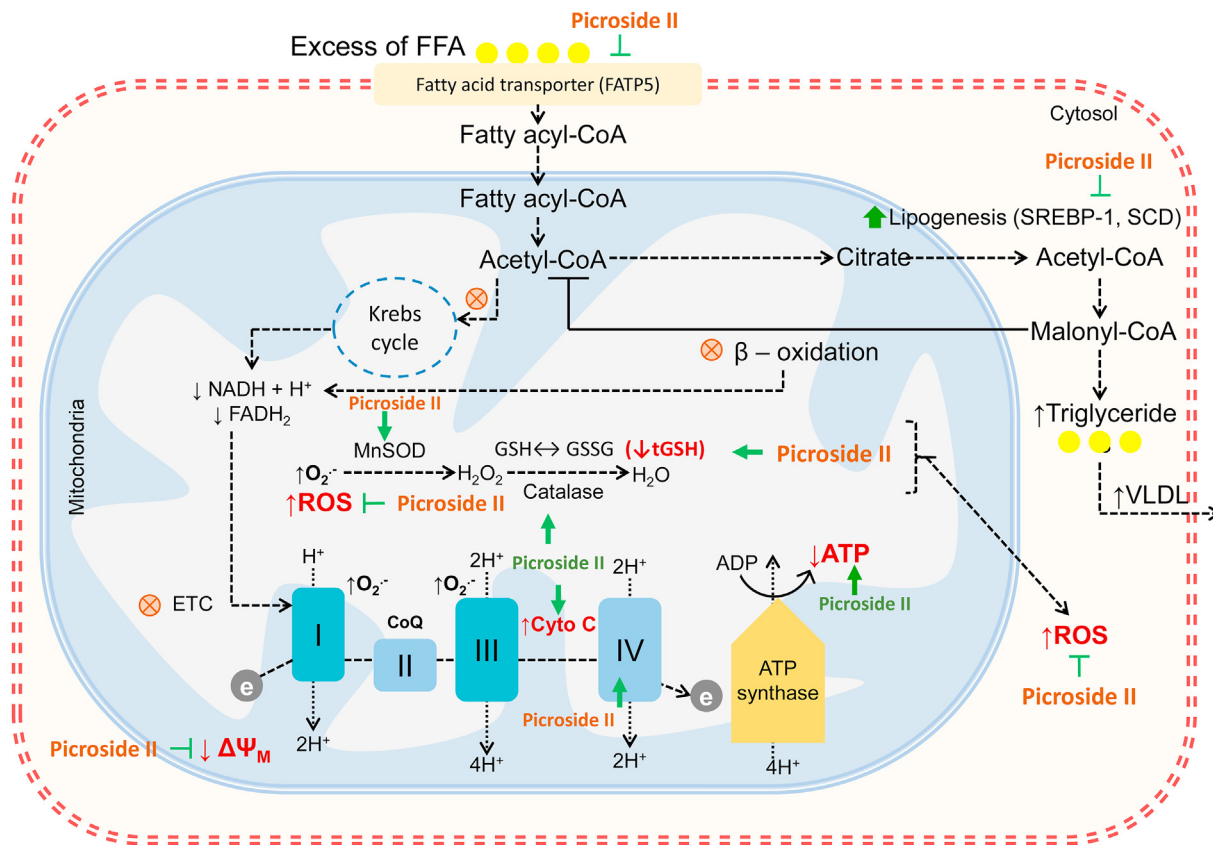 Picroside II
Excess of FFA
Fatty acid transporter (FATP5)
Cytosol
Fatty acyl-CoA
Picroside II
Fatty acyl-CoA
Lipogenesis (SREBP-1, SCD)
Acetyl-CoA
Citrate
Acetyl-CoA
Krebs
cycle
Malonyl-CoA
β – oxidation
↓ NADH + H⁺
↓ FADH₂
Picroside II
↑Triglyceride
Mitochondria
MnSOD
GSH↔ GSSG (↓tGSH)
Picroside II
↑O₂·-
H₂O₂
H₂O
↑ROS
Picroside II
Catalase
↑VLDL
H⁺
2H⁺
Picroside II
2H⁺
ADP
↓ATP
↑O₂·-
↑O₂·-
Picroside II
ETC
CoQ
↑Cyto C
I
II
III
IV
↑ROS
ATP
synthase
e
e
Picroside II
Picroside II
Picroside II
↓ ΔΨM
2H⁺
4H⁺
2H⁺
4H⁺